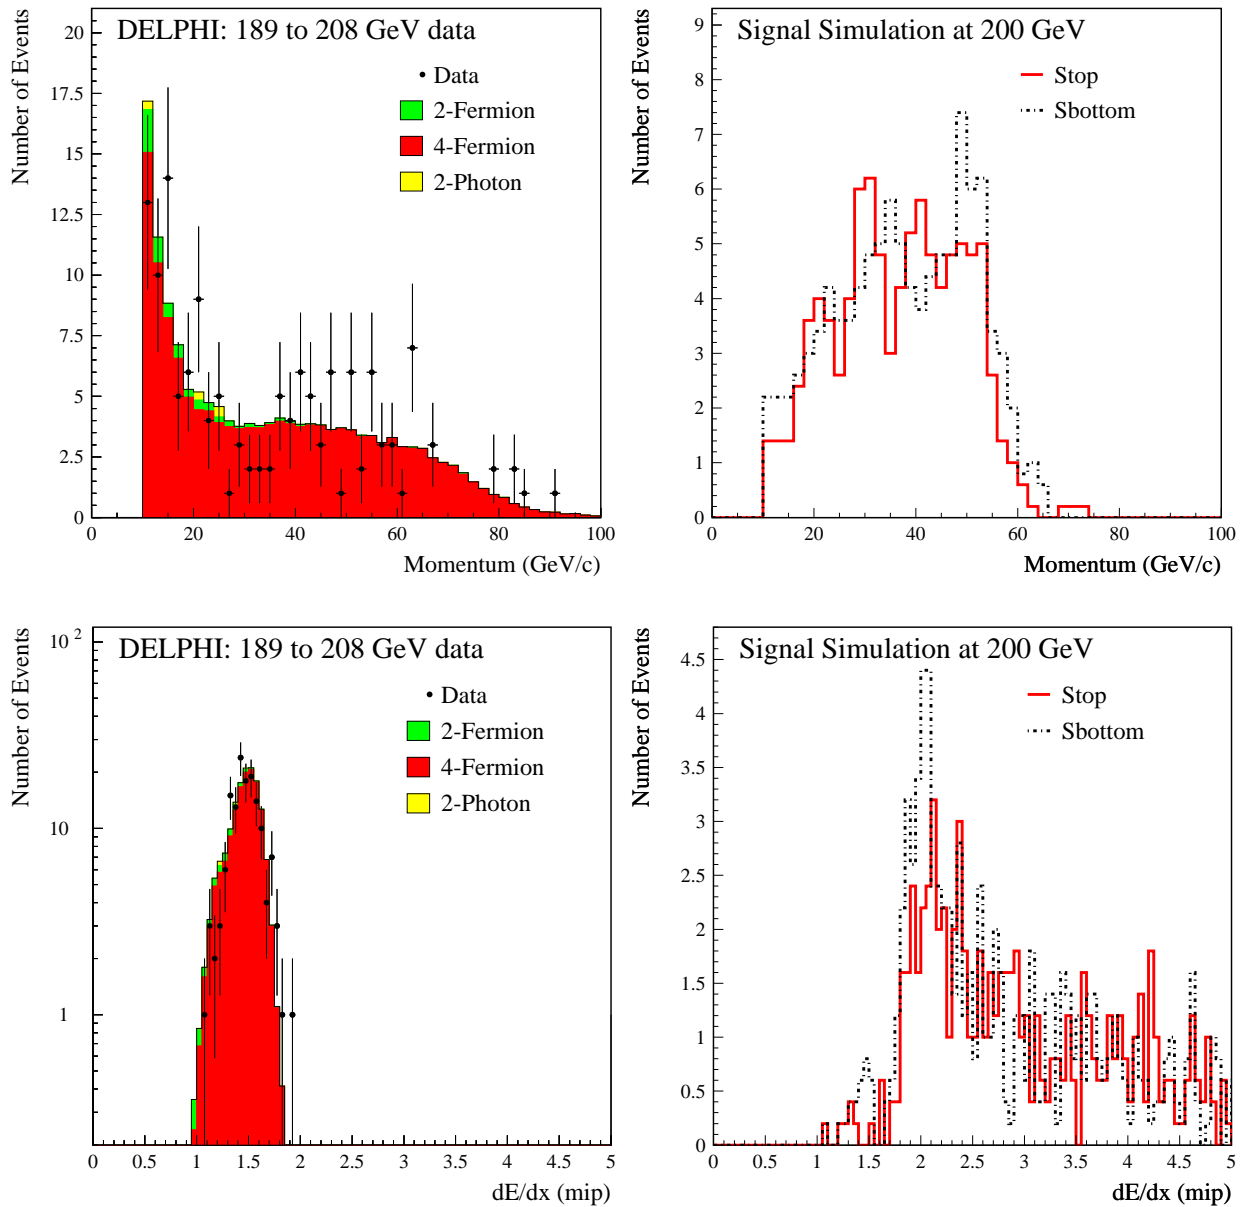 DELPHI: 189 to 208 GeV data
Number of Events
20
17.5
15
12.5
10
7.5
5
2.5
0
Data
2-Fermion
4-Fermion
2-Photon
0 20 40 60 80 100
Momentum (GeV/c)
Signal Simulation at 200 GeV
Number of Events
9
8
7
6
5
4
3
2
1
0
Stop
Sbottom
0 20 40 60 80 100
Momentum (GeV/c)
DELPHI: 189 to 208 GeV data
Number of Events
10 2
10
1
Data
2-Fermion
4-Fermion
2-Photon
0 0.5 1 1.5 2 2.5 3 3.5 4 4.5 5
dE/dx (mip)
Signal Simulation at 200 GeV
Number of Events
4.5
4
3.5
3
2.5
2
1.5
1
0.5
0
Stop
Sbottom
0 0.5 1 1.5 2 2.5 3 3.5 4 4.5 5
dE/dx (mip)